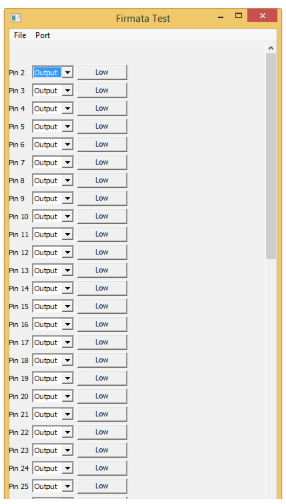 Firmata Test
File Port
Pin 2 Output Low
Pin 3 Output Low
Pin 4 Output Low
Pin 5 Output Low
Pin 6 Output Low
Pin 7 Output Low
Pin 8 Output Low
Pin 9 Output Low
Pin 10 Output Low
Pin 11 Output Low
Pin 12 Output Low
Pin 13 Output Low
Pin 14 Output Low
Pin 15 Output Low
Pin 16 Output Low
Pin 17 Output Low
Pin 18 Output Low
Pin 19 Output Low
Pin 20 Output Low
Pin 21 Output Low
Pin 22 Output Low
Pin 23 Output Low
Pin 24 Output Low
Pin 25 Output Low